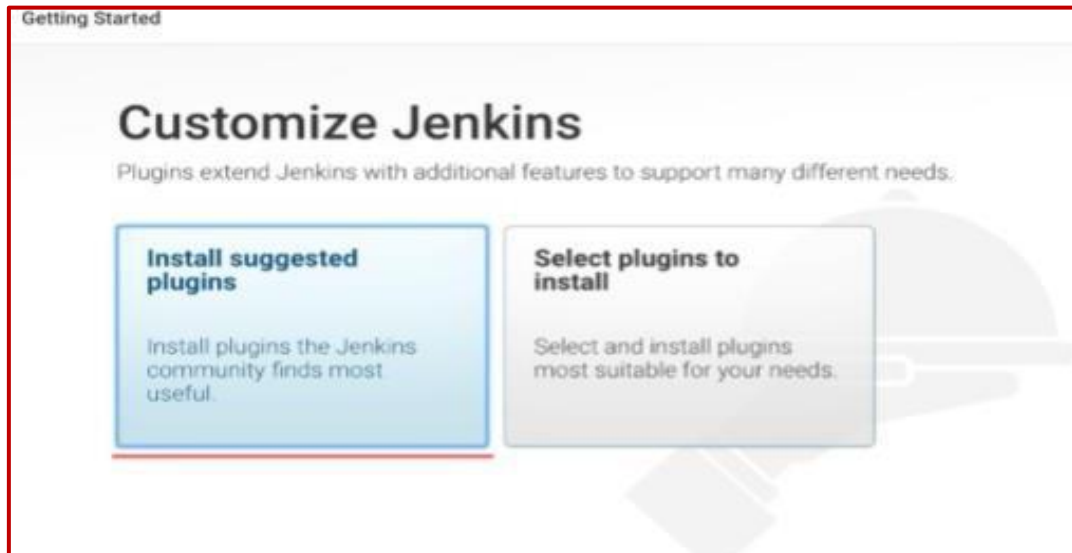 Getting Started
Customize Jenkins
Plugins extend Jenkins with additional features to support many different needs.
Install suggested
plugins
Install plugins the Jenkins
community finds most
useful.
Select plugins to
install
Select and install plugins
most suitable for your needs.